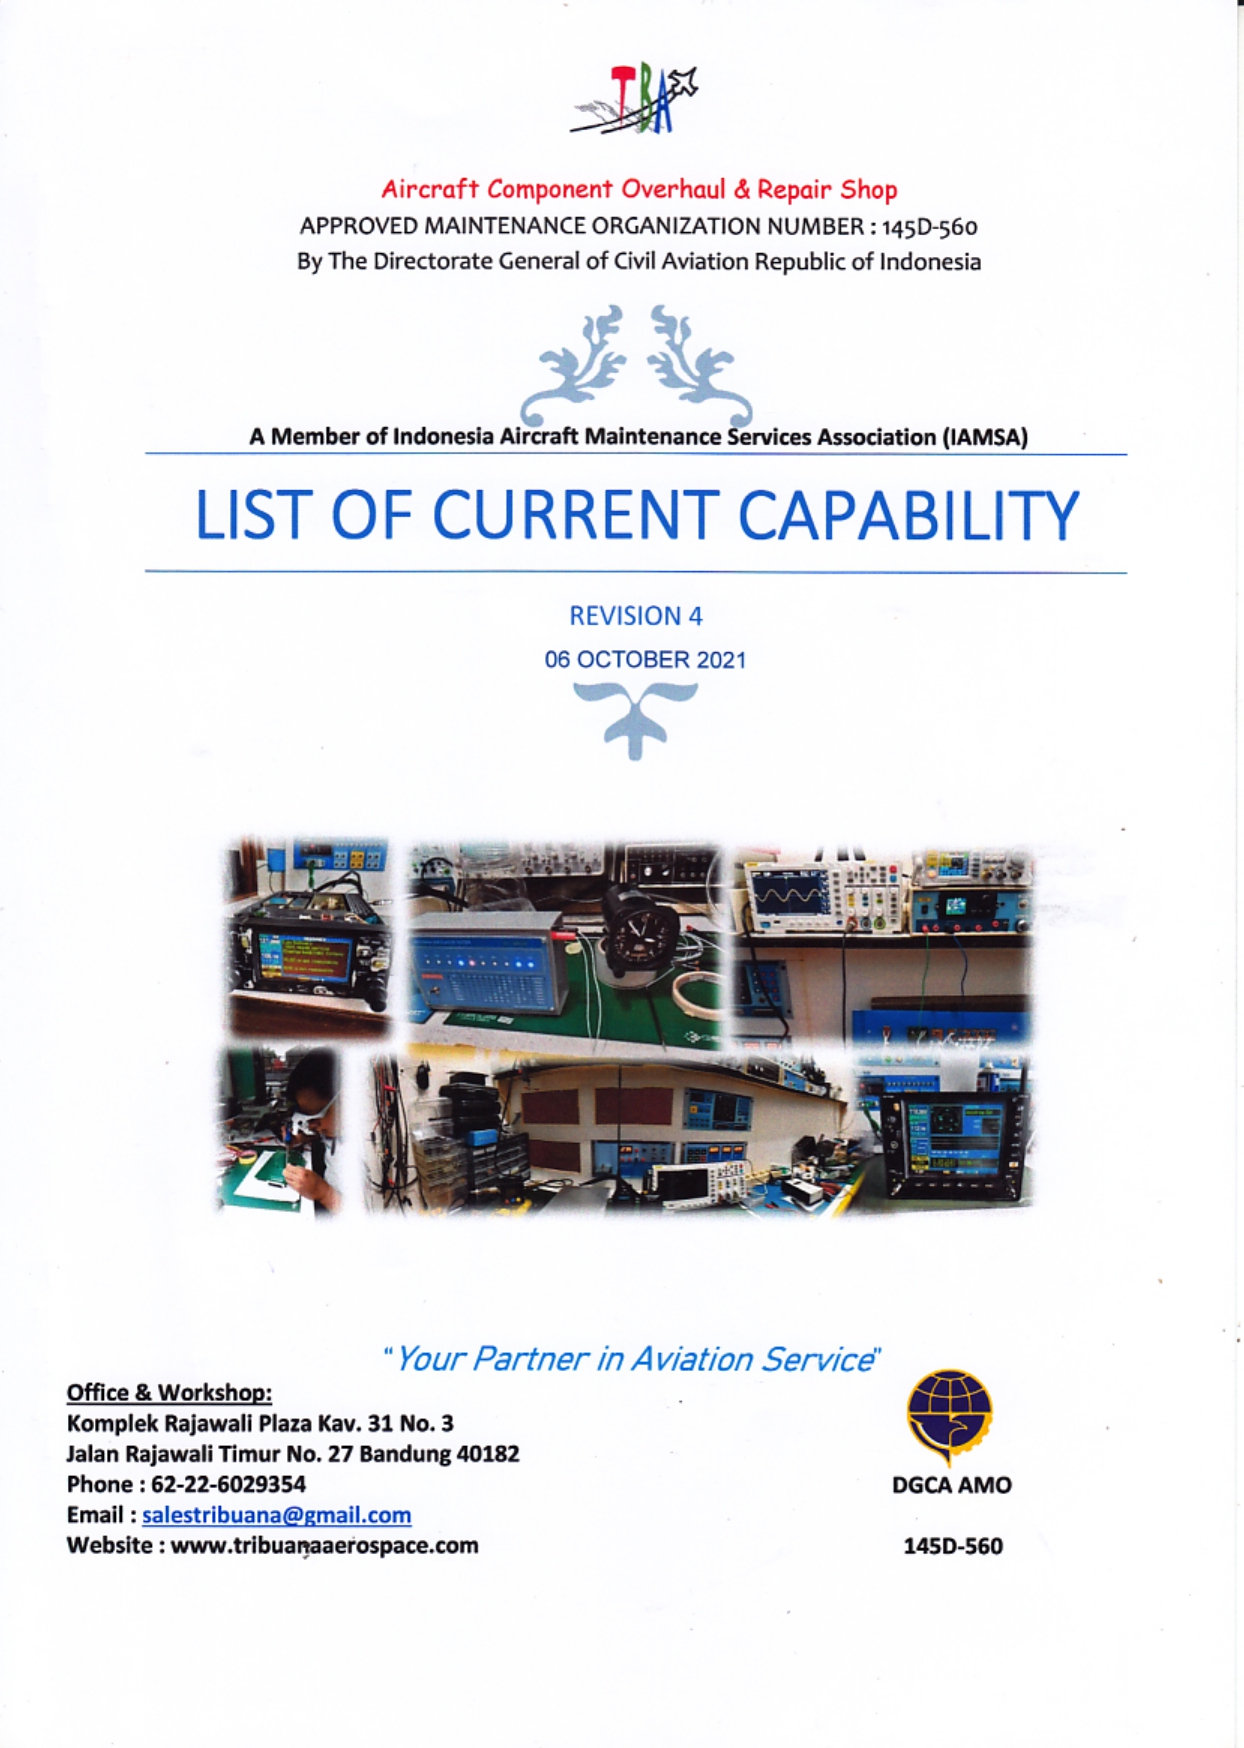 TBA
Aircraft Component Overhaul & Repair Shop
APPROVED MAINTENANCE ORGANIZATION NUMBER : 145D-560
By The Directorate General of Civil Aviation Republic of Indonesia
A Member of Indonesia Aircraft Maintenance Services Association (IAMSA)
LIST OF CURRENT CAPABILITY
REVISION 4
06 OCTOBER 2021
"Your Partner in Aviation Service"
Office & Workshop:
Komplek Rajawali Plaza Kav. 31 No. 3
Jalan Rajawali Timur No. 27 Bandung 40182
Phone : 62-22-6029354
Email : salestribuana@gmail.com
Website : www.tribuanaaerospace.com
DGCA AMO
145D-560